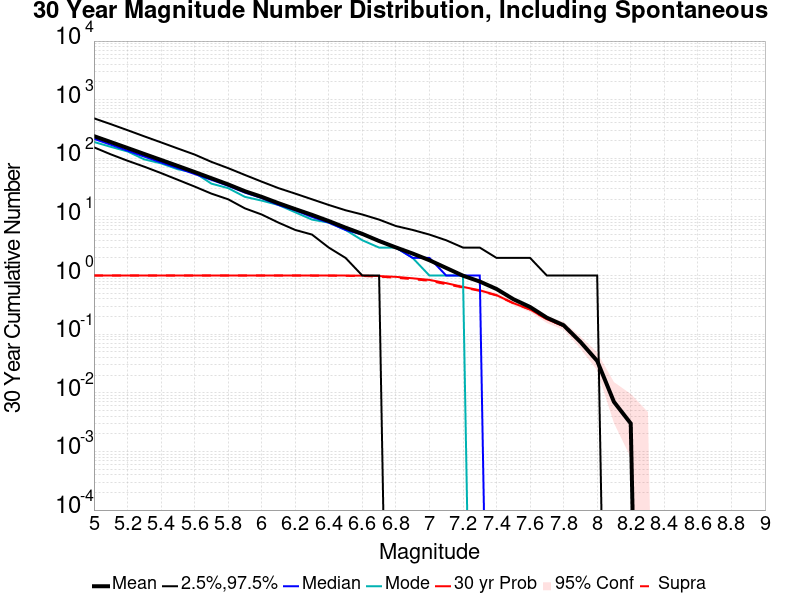 30 Year Magnitude Number Distribution, Including Spontaneous
30 Year Cumulative Number
10^4
10^3
10^2
10^1
10^0
10^-1
10^-2
10^-3
10^-4
5 5.2 5.4 5.6 5.8 6 6.2 6.4 6.6 6.8 7 7.2 7.4 7.6 7.8 8 8.2 8.4 8.6 8.8 9
Magnitude
Mean 2.5%,97.5% Median Mode 30 yr Prob 95% Conf Supra